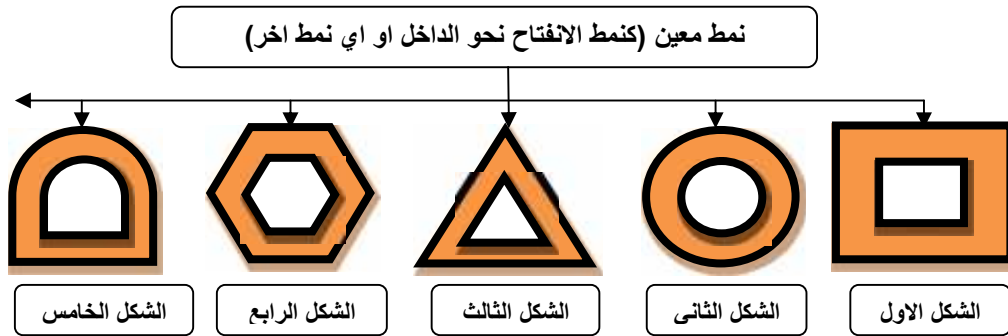 نمط معين (كنمط الانفتاح نحو الداخل او اي نمط اخر)
الشكل الاول
الشكل الثانى
الشكل الثالث
الشكل الرابع
الشكل الخامس